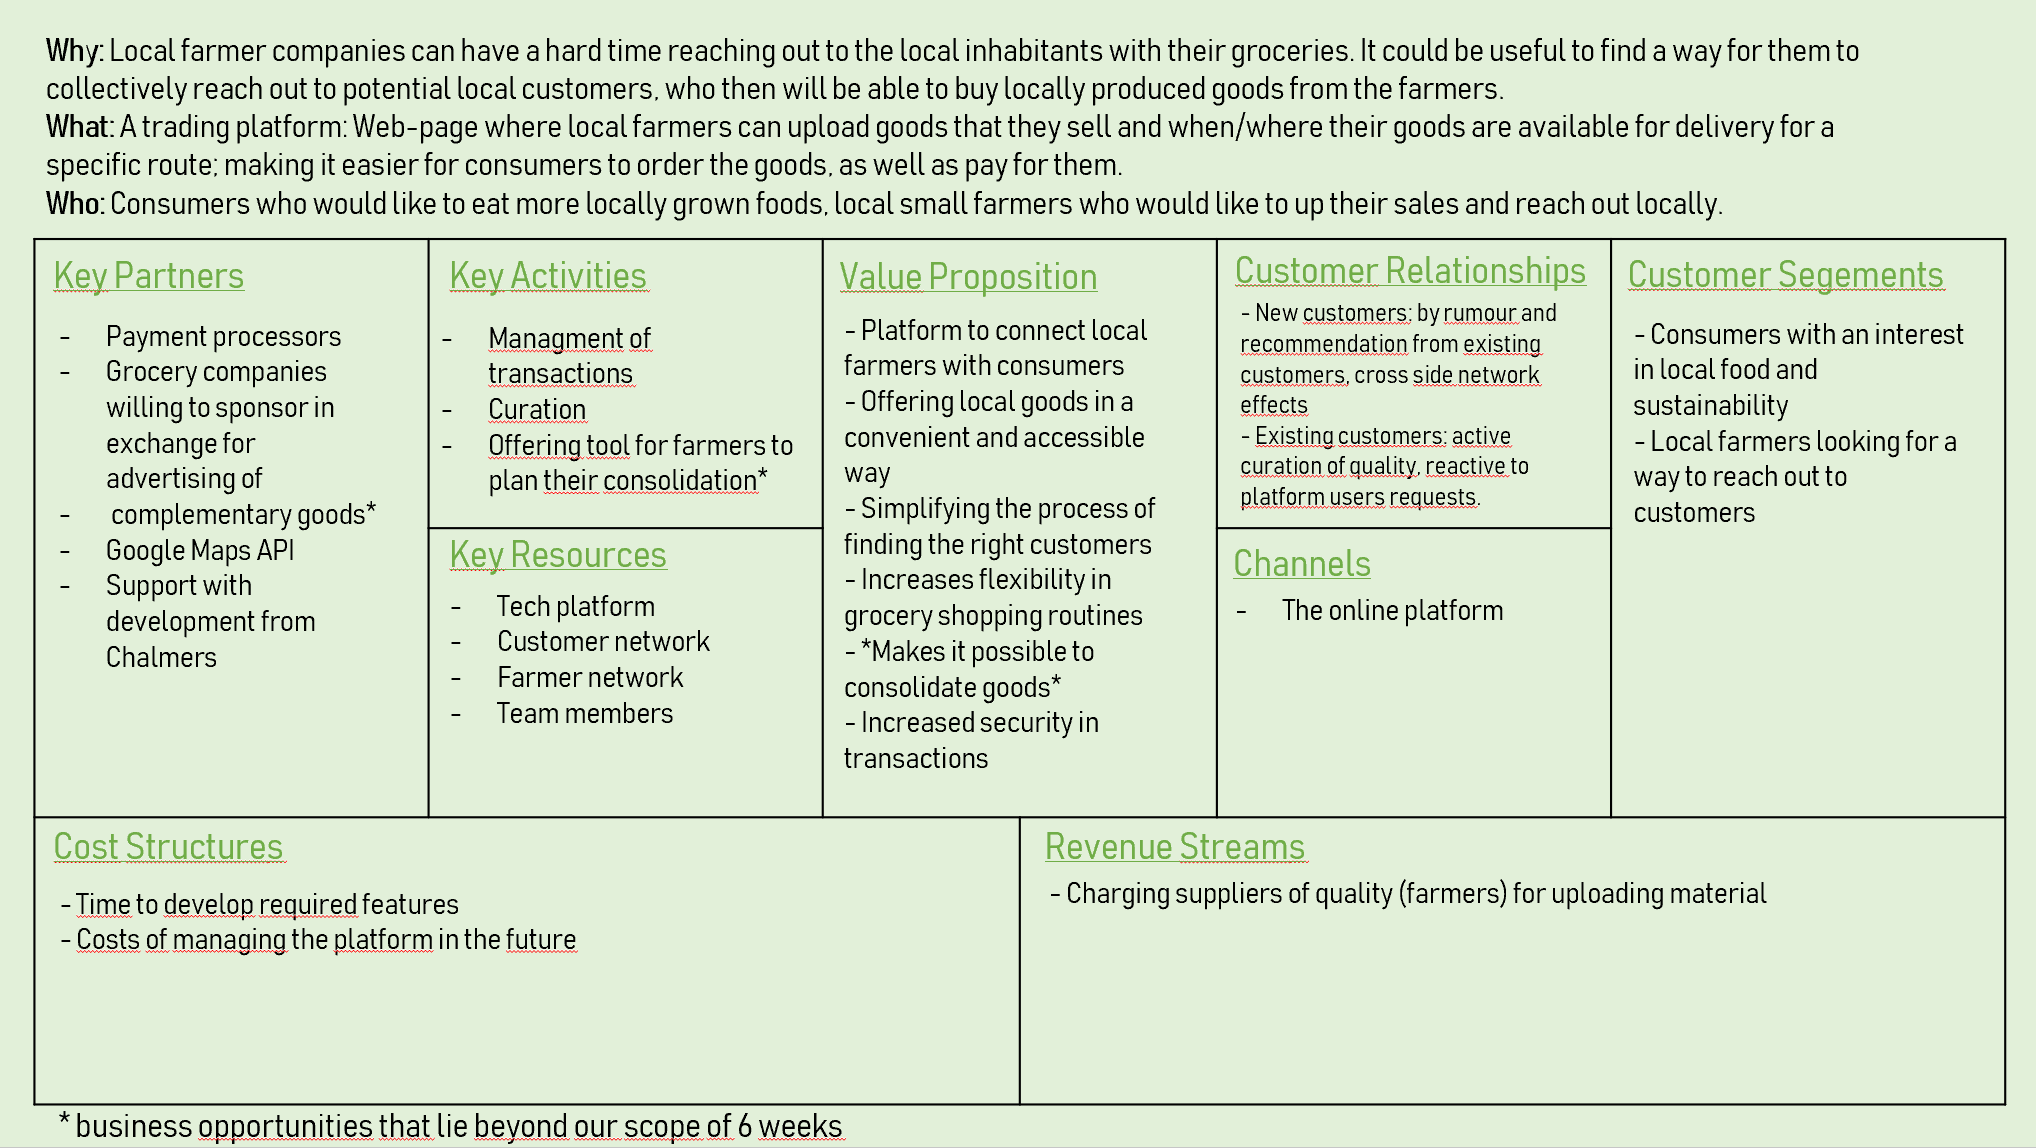 Why: Local farmer companies can have a hard time reaching out to the local inhabitants with their groceries. It could be useful to find a way for them to
collectively reach out to potential local customers, who then will be able to buy locally produced goods from the farmers.
What: A trading platform: Web-page where local farmers can upload goods that they sell and when/where their goods are available for delivery for a
specific route; making it easier for consumers to order the goods, as well as pay for them.
Who: Consumers who would like to eat more locally grown foods, local small farmers who would like to up their sales and reach out locally.
Key Partners
- Payment processors
- Grocery companies
willing to sponsor in
exchange for
advertising of
- complementary goods*
- Google Maps API
- Support with
development from
Chalmers
Key Activities
- Managment of
transactions
- Curation
- Offering tool for farmers to
plan their consolidation*
Key Resources
- Tech platform
- Customer network
- Farmer network
- Team members
Value Proposition
- Platform to connect local
farmers with consumers
- Offering local goods in a
convenient and accessible
way
- Simplifying the process of
finding the right customers
- Increases flexibility in
grocery shopping routines
- *Makes it possible to
consolidate goods*
- Increased security in
transactions
Customer Relationships
- New customers: by rumour and
recommendation from existing
customers, cross side network
effects
- Existing customers: active
curation of quality, reactive to
platform users requests.
Channels
- The online platform
Customer Segements
- Consumers with an interest
in local food and
sustainability
- Local farmers looking for a
way to reach out to
customers
Cost Structures
- Time to develop required features
- Costs of managing the platform in the future
Revenue Streams
- Charging suppliers of quality (farmers) for uploading material
* business opportunities that lie beyond our scope of 6 weeks